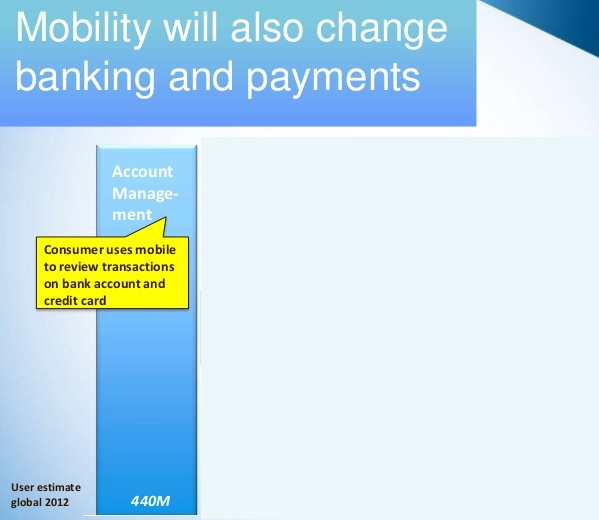 Mobility will also change
banking and payments
Account
Manage-
ment
Consumer uses mobile
to review transactions
on bank account and
credit card
User estimate
global 2012
440M